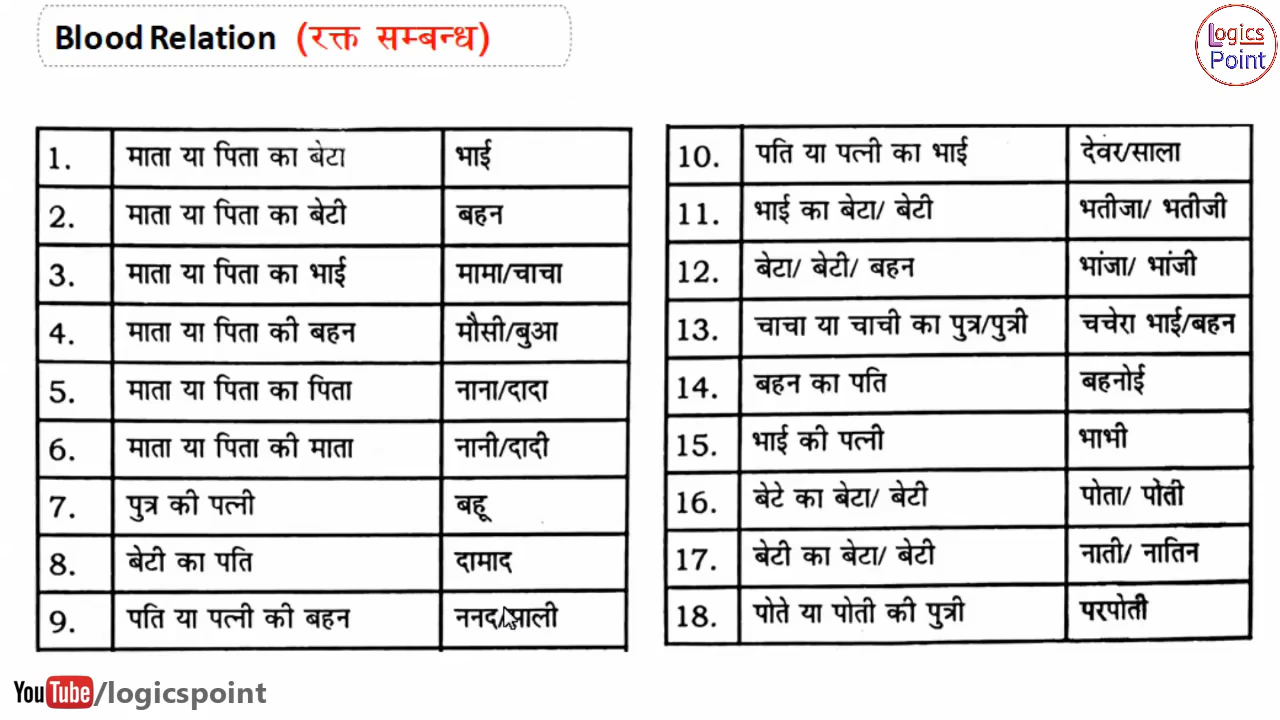 Blood Relation (रक्त सम्बन्ध)
Logics
Point
1. माता या पिता का बेटा भाई
2. माता या पिता का बेटी बहन
3. माता या पिता का भाई मामा/चाचा
4. माता या पिता की बहन मौसी/बुआ
5. माता या पिता का पिता नाना/दादा
6. माता या पिता की माता नानी/दादी
7. पुत्र की पत्नी बहू
8. बेटी का पति दामाद
9. पति या पत्नी की बहन ननद/साली
10. पति या पत्नी का भाई देवर/साला
11. भाई का बेटा/ बेटी भतीजा/ भतीजी
12. बेटा/ बेटी/ बहन भांजा/ भांजी
13. चाचा या चाची का पुत्र/पुत्री चचेरा भाई/बहन
14. बहन का पति बहनोई
15. भाई की पत्नी भाभी
16. बेटे का बेटा/ बेटी पोता/ पोती
17. बेटी का बेटा/ बेटी नाती/ नातिन
18. पोते या पोती की पुत्री परपोती
YouTube/logicspoint